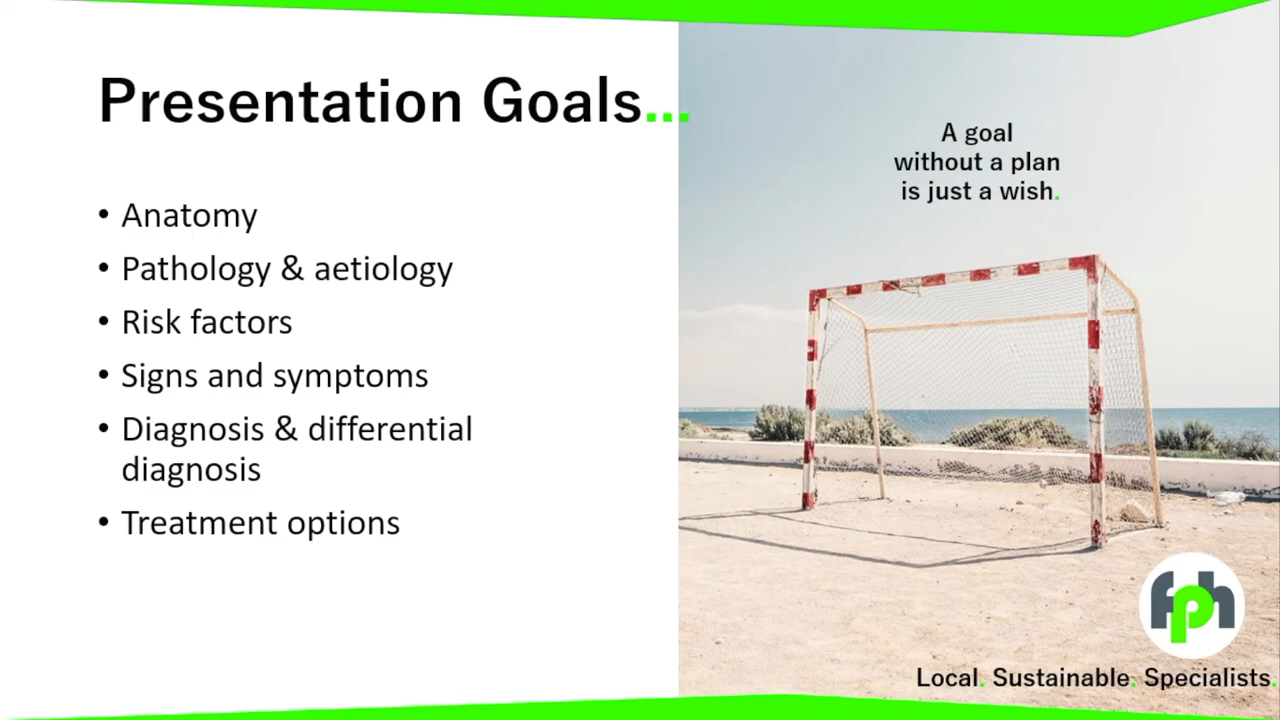 Presentation Goals...
• Anatomy
• Pathology & aetiology
• Risk factors
• Signs and symptoms
• Diagnosis & differential
diagnosis
• Treatment options
A goal
without a plan
is just a wish.
fph
Local. Sustainable. Specialists.